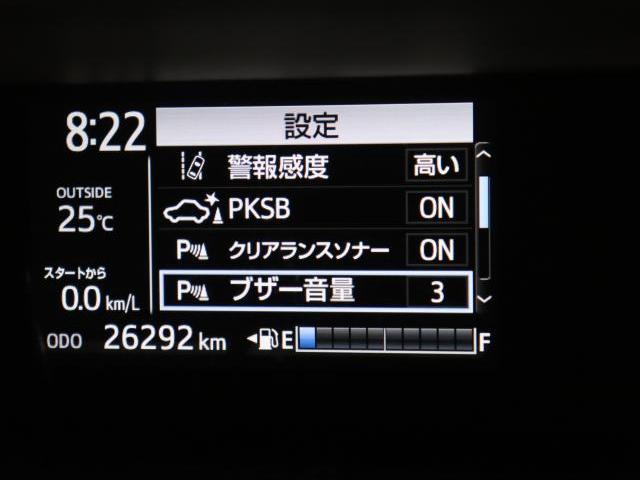 8:22
設定
警報感度 高い
OUTSIDE
25℃
PKSB ON
P クリアランスソナー ON
スタートから
0.0 km/L
P ブザー音量 3
ODO 26292 km E F